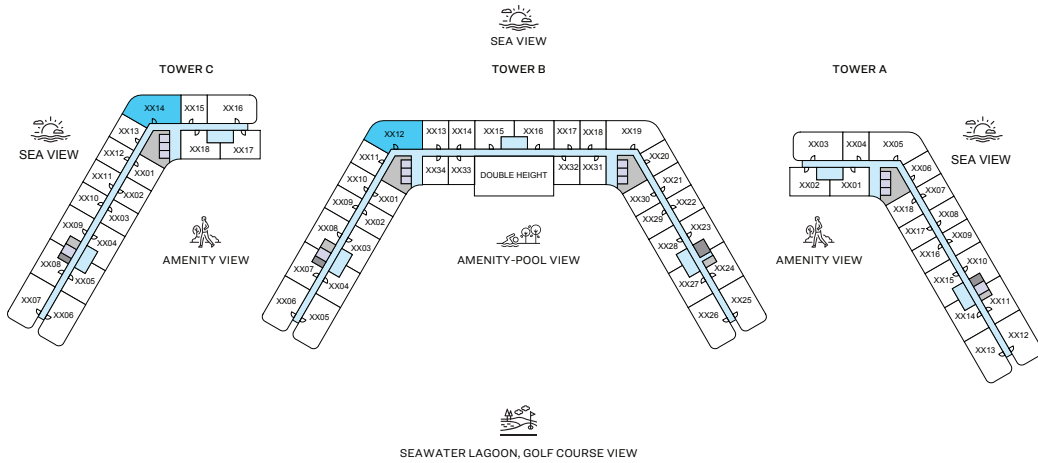 SEA VIEW
TOWER C
TOWER B
TOWER A
SEA VIEW
SEA VIEW
XX14
XX15
XX16
XX13
XX18
XX17
XX12
XX01
XX11
XX02
XX10
XX03
XX09
XX04
XX08
XX05
XX07
XX06
AMENITY VIEW
XX12
XX13
XX14
XX15
XX16
XX17
XX18
XX19
XX11
XX34
XX33
DOUBLE HEIGHT
XX32
XX31
XX20
XX10
XX01
XX30
XX21
XX09
XX02
XX29
XX22
XX08
XX03
XX28
XX23
XX07
XX04
XX27
XX24
XX06
XX05
XX26
XX25
AMENITY-POOL VIEW
XX03
XX04
XX05
XX02
XX01
XX06
XX18
XX07
XX17
XX08
XX16
XX09
XX15
XX10
XX14
XX11
XX13
XX12
AMENITY VIEW
SEAWATER LAGOON, GOLF COURSE VIEW